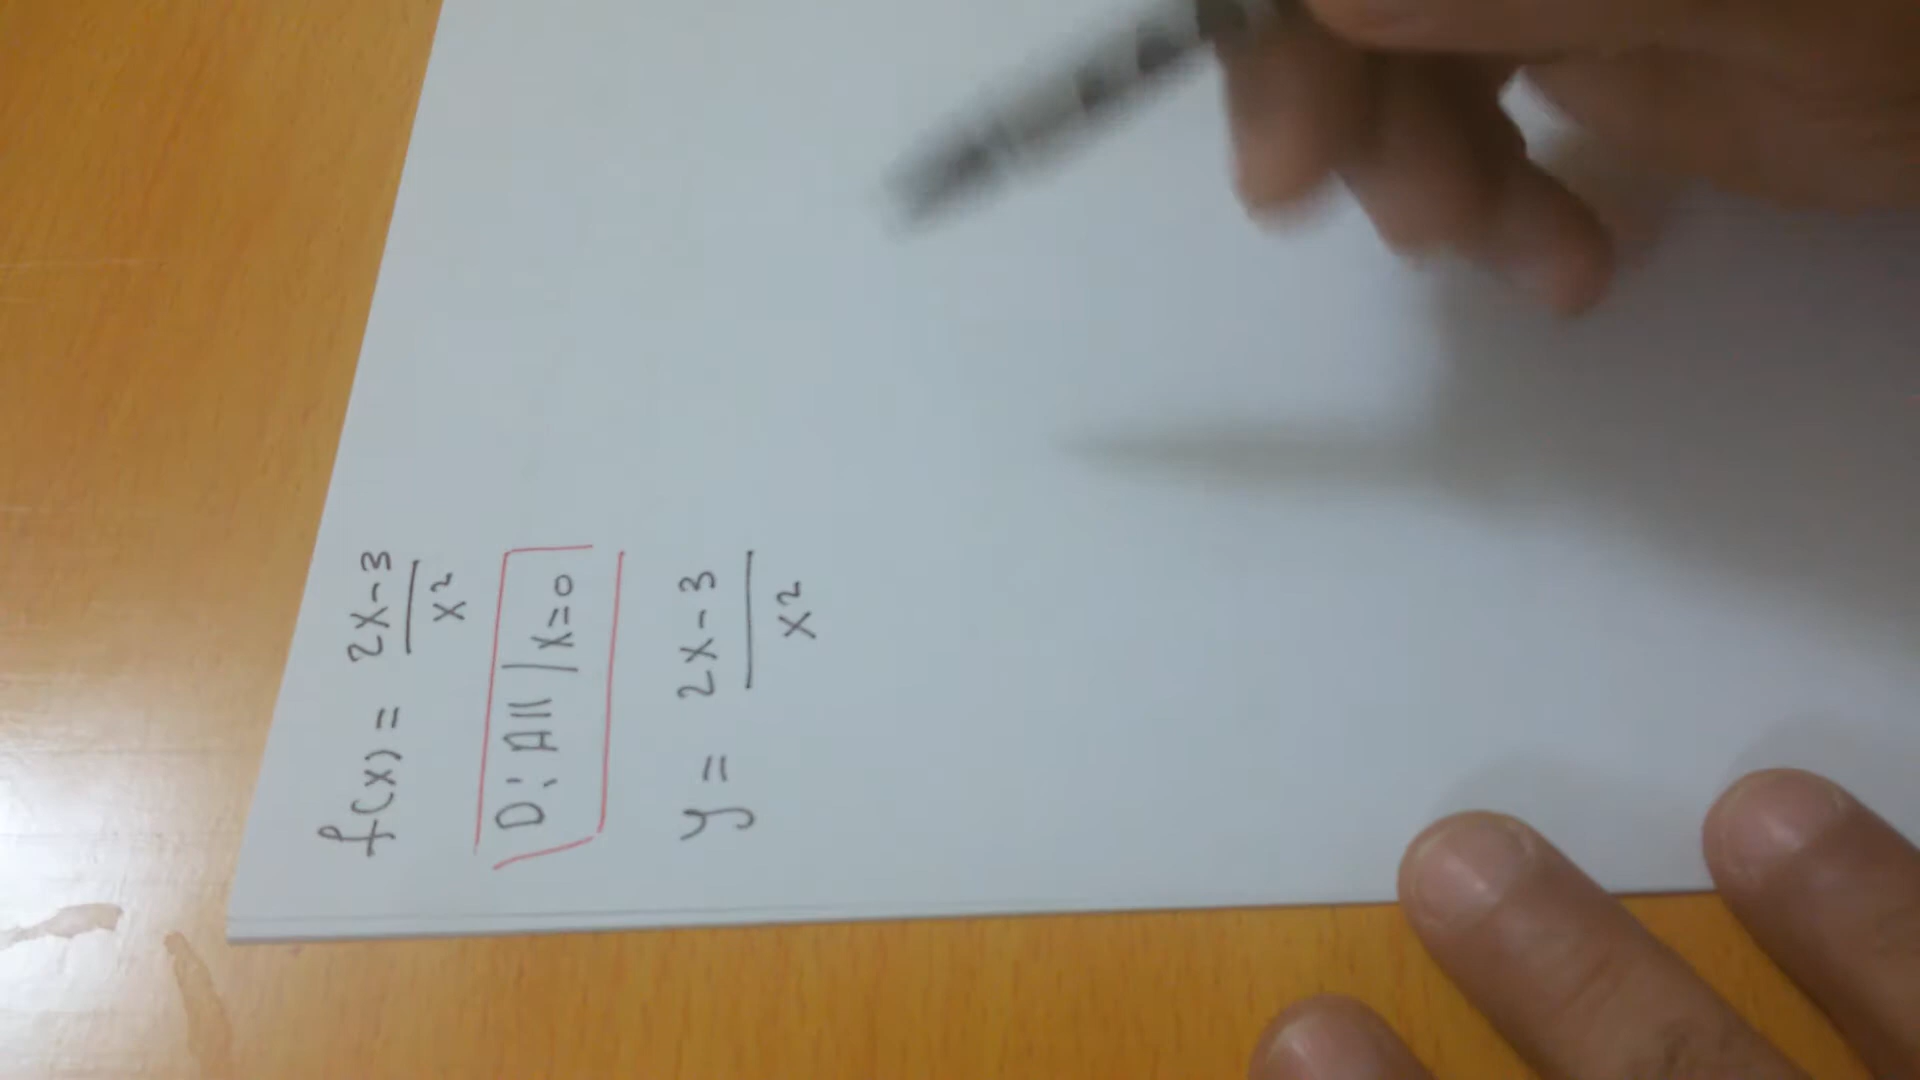 f(x) = 2x-3
x²
D: All / x=0
y = 2x-3
x²